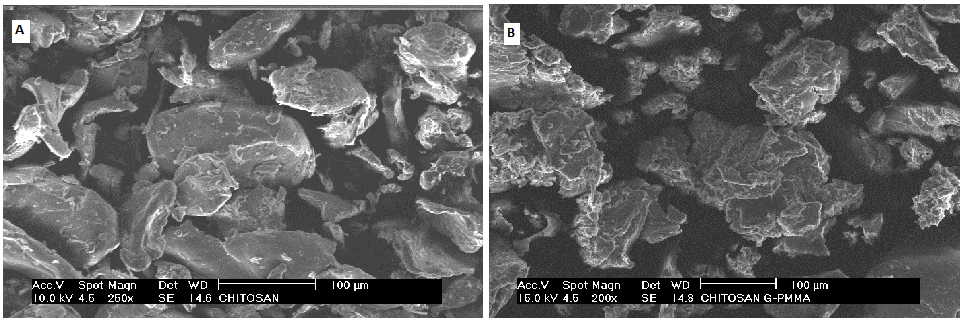 A
Acc.V Spot Magn Det WD 100 µm
10.0 kV 4.5 250x SE 14.6 CHITOSAN
B
Acc.V Spot Magn Det WD 100 µm
15.0 kV 4.5 200x SE 14.8 CHITOSAN G-PMMA